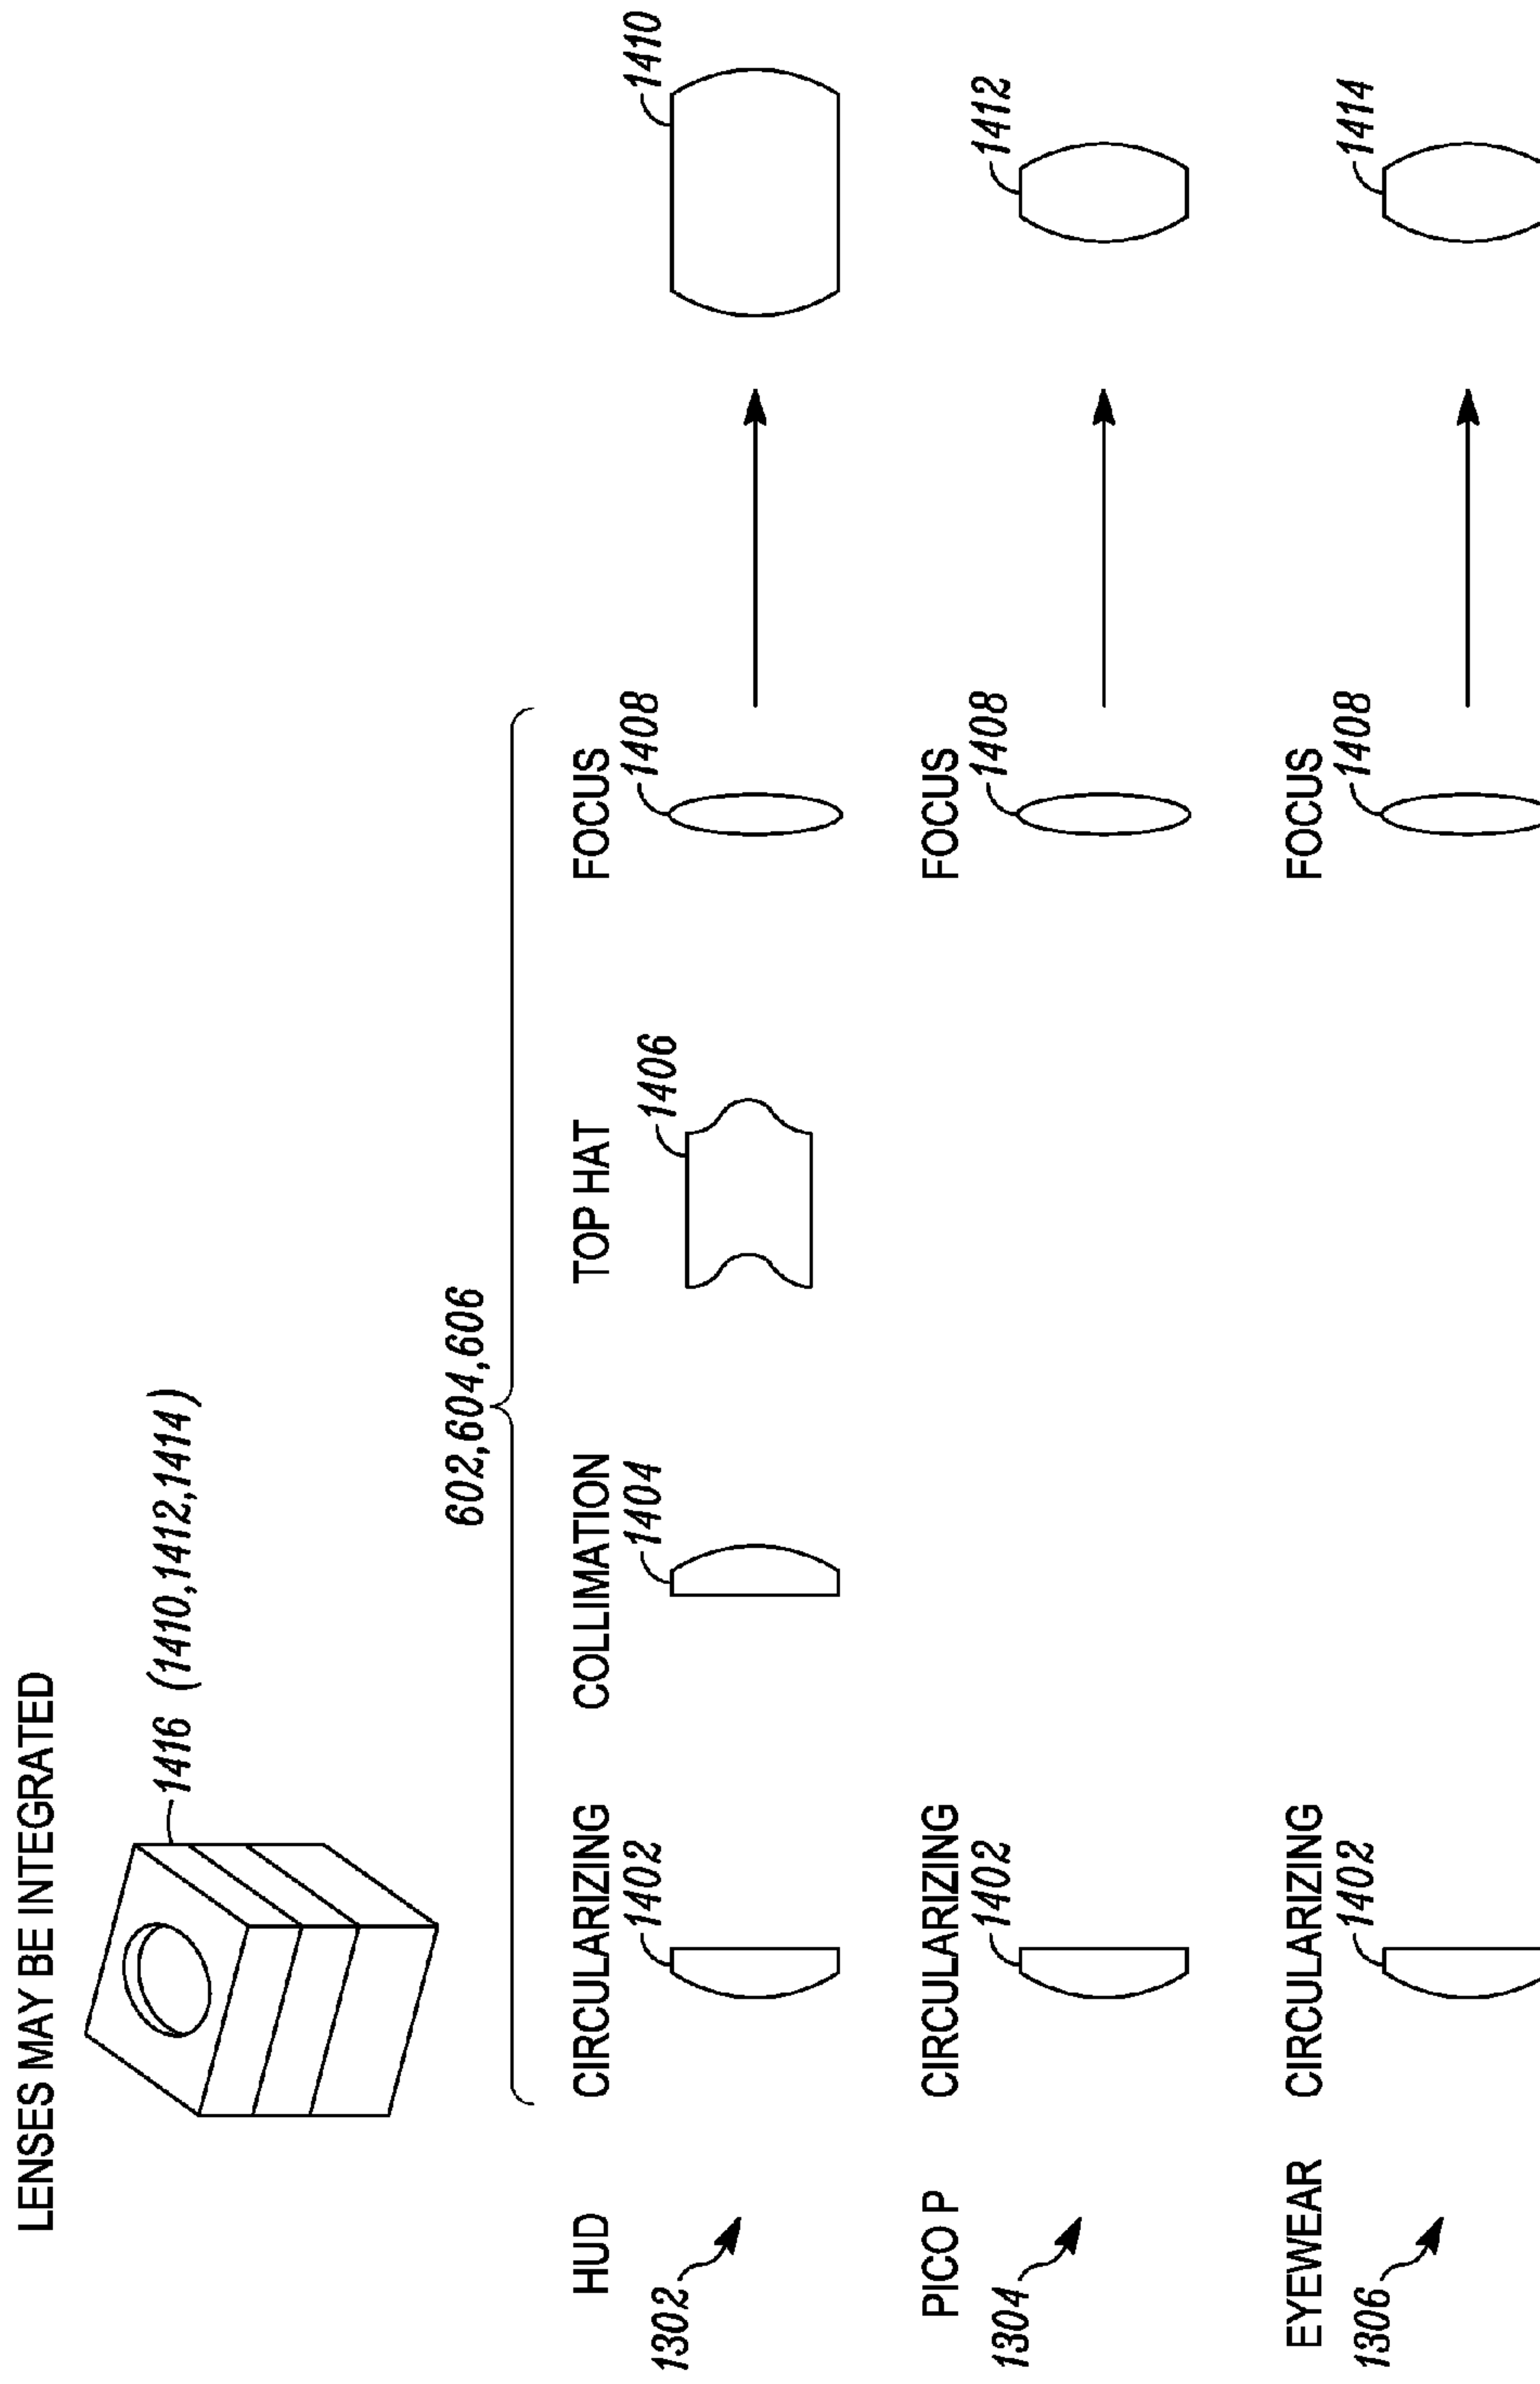 LENSES MAY BE INTEGRATED
1416 (1410,1412,1414)
602,604,606
HUD
CIRCULARIZING
COLLIMATION
TOP HAT
FOCUS
1302
1402
1404
1406
1408
1410
PICO P
CIRCULARIZING
FOCUS
1304
1402
1408
1412
EYEWEAR
CIRCULARIZING
FOCUS
1306
1402
1408
1414